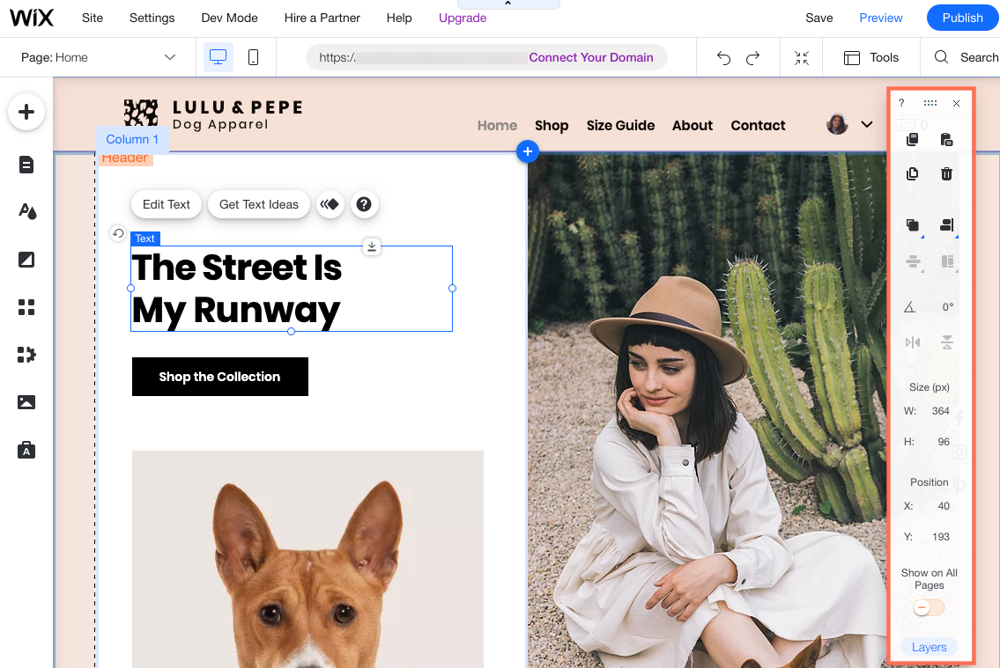 WiX
Site
Settings
Dev Mode
Hire a Partner
Help
Upgrade
Save
Preview
Publish
Page: Home
https:/.
Connect Your Domain
Tools
Search
LULU & PEPE
Dog Apparel
Home
Shop
Size Guide
About
Contact
0
Column 1
Header
Edit Text
Get Text Ideas
?
Text
The Street Is
My Runway
Shop the Collection
A
?
0°
Size (px)
W: 364
H: 96
Position
X: 40
Y: 193
Show on All
Pages
Layers